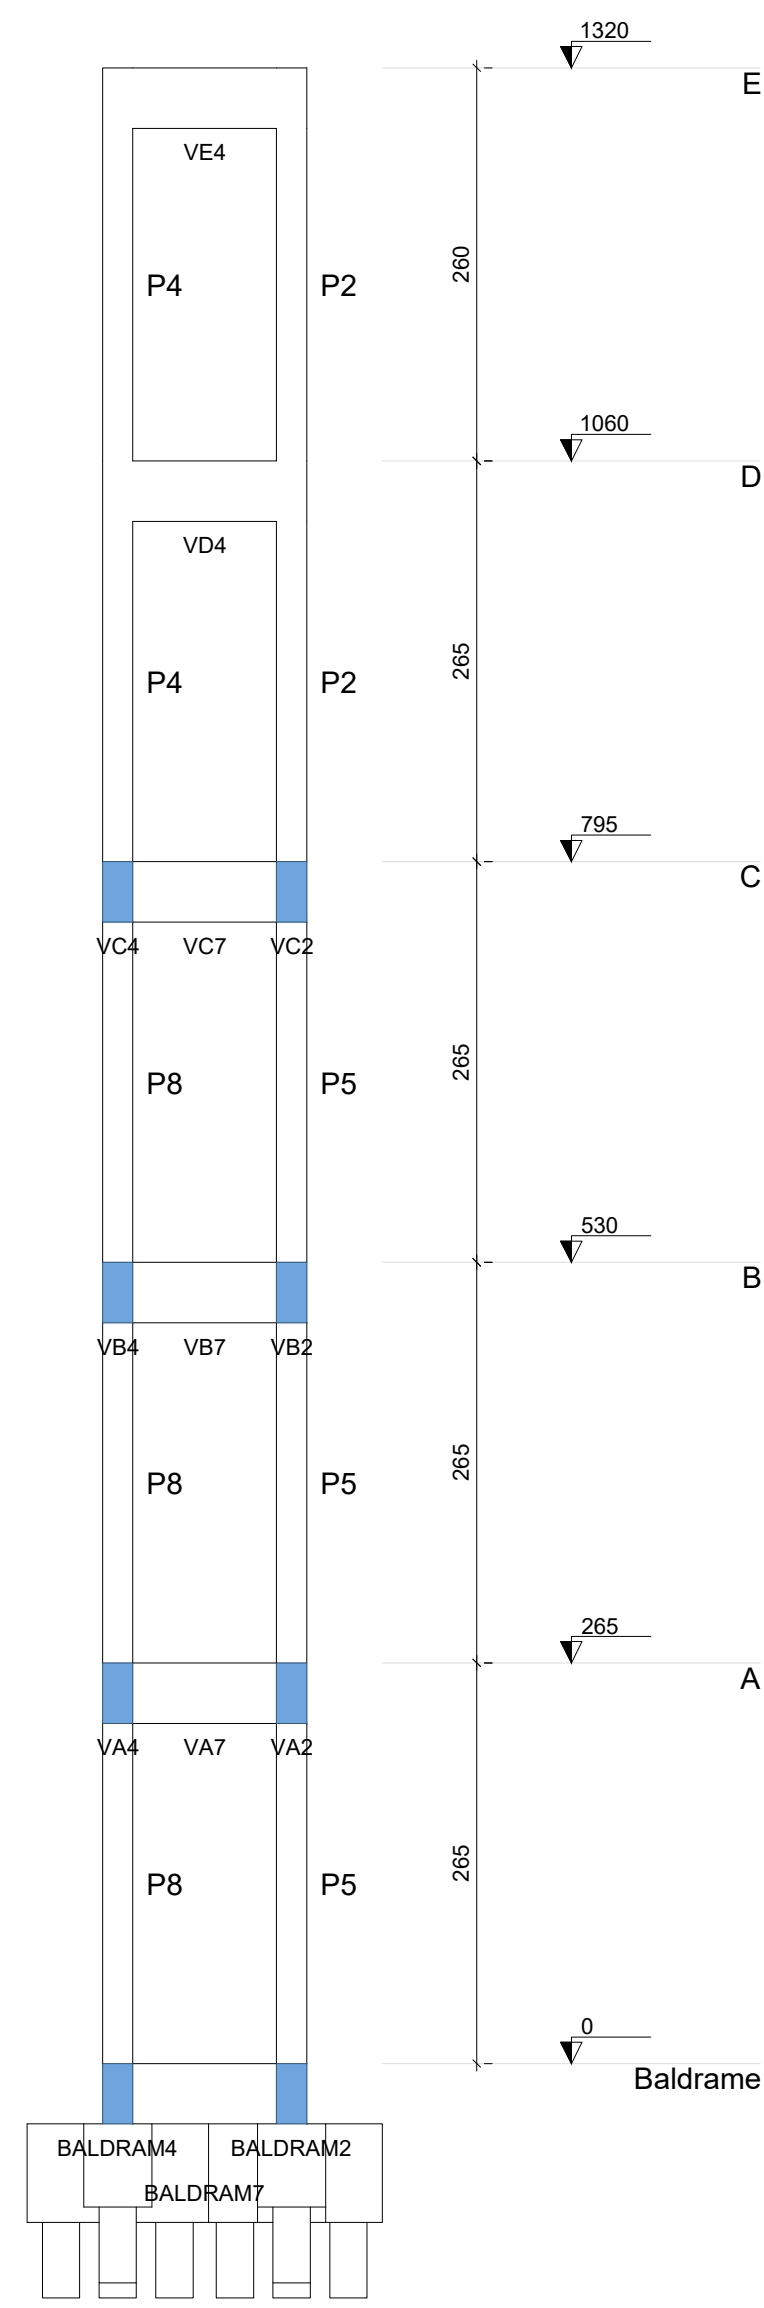 1320
E
VE4
260
P4 P2
1060
D
VD4
265
P4 P2
795
C
VC4 VC7 VC2
265
P8 P5
530
B
VB4 VB7 VB2
265
P8 P5
265
A
VA4 VA7 VA2
265
P8 P5
0
Baldrame
BALDRAM4 BALDRAM2
BALDRAM7